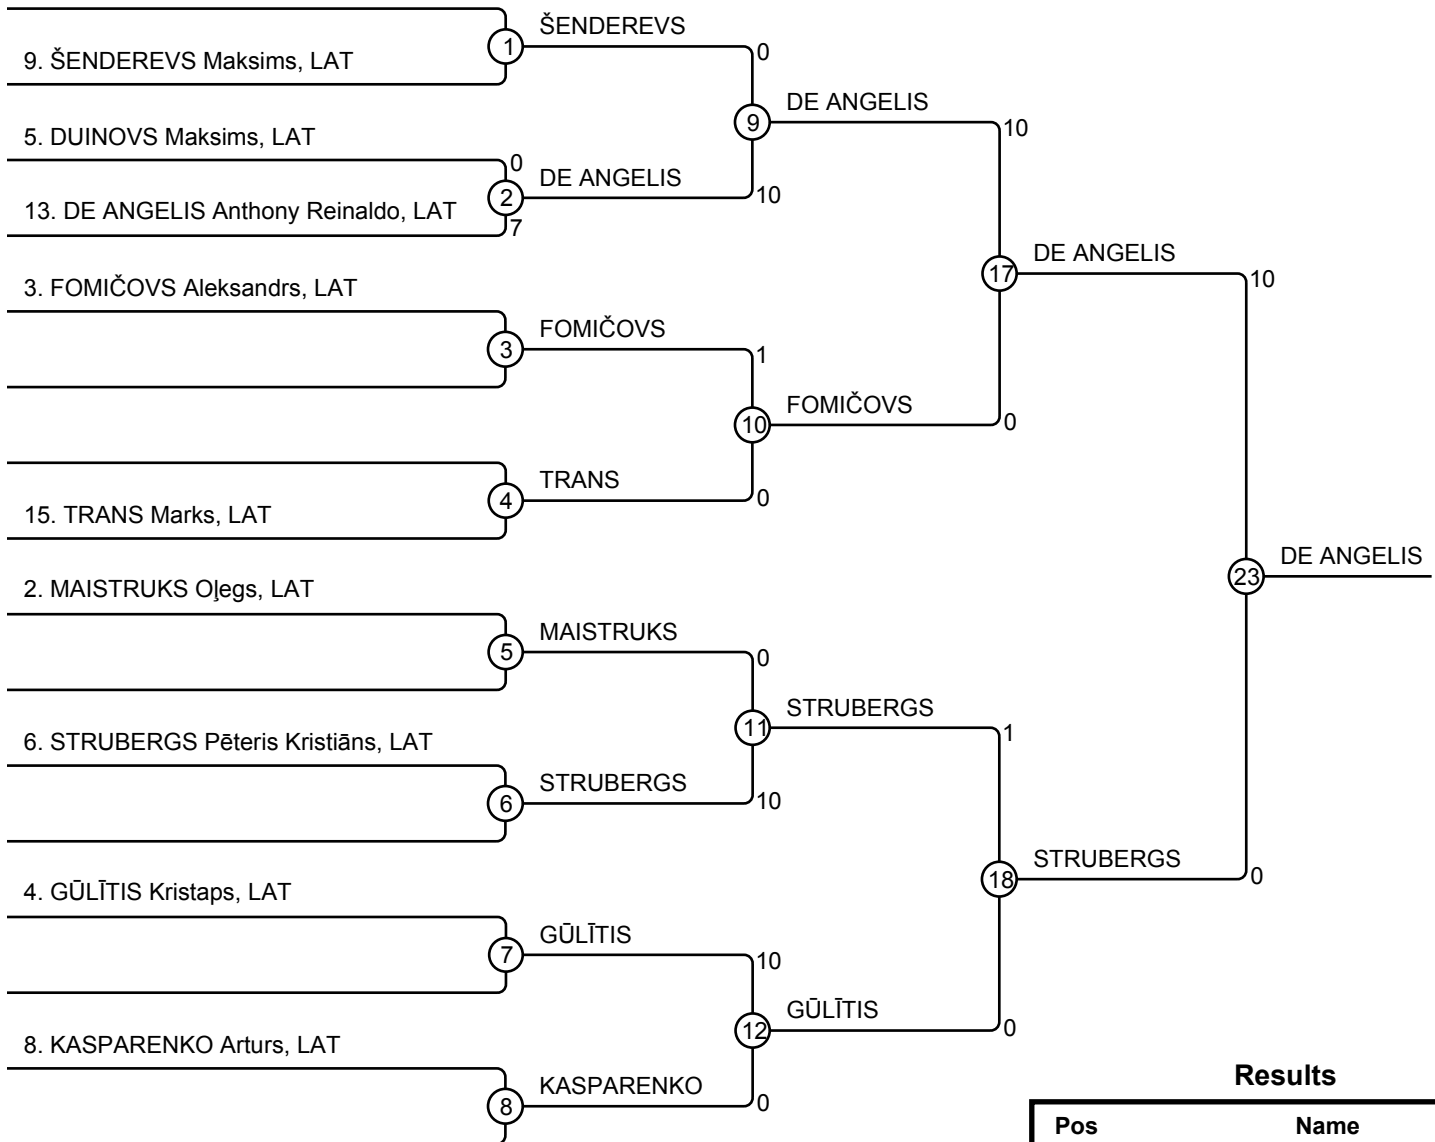 ŠENDEREVS
1
9. ŠENDEREVS Maksims, LAT
0
DE ANGELIS
9
10
5. DUINOVS Maksims, LAT
0
DE ANGELIS
2
10
13. DE ANGELIS Anthony Reinaldo, LAT
7
DE ANGELIS
17
10
3. FOMIČOVS Aleksandrs, LAT
FOMIČOVS
3
1
FOMIČOVS
10
0
TRANS
4
0
15. TRANS Marks, LAT
DE ANGELIS
23
2. MAISTRUKS Oļegs, LAT
MAISTRUKS
5
0
STRUBERGS
11
1
6. STRUBERGS Pēteris Kristiāns, LAT
STRUBERGS
6
10
STRUBERGS
18
0
4. GŪLĪTIS Kristaps, LAT
GŪLĪTIS
7
10
GŪLĪTIS
12
0
8. KASPARENKO Arturs, LAT
KASPARENKO
8
0
Results
Pos Name